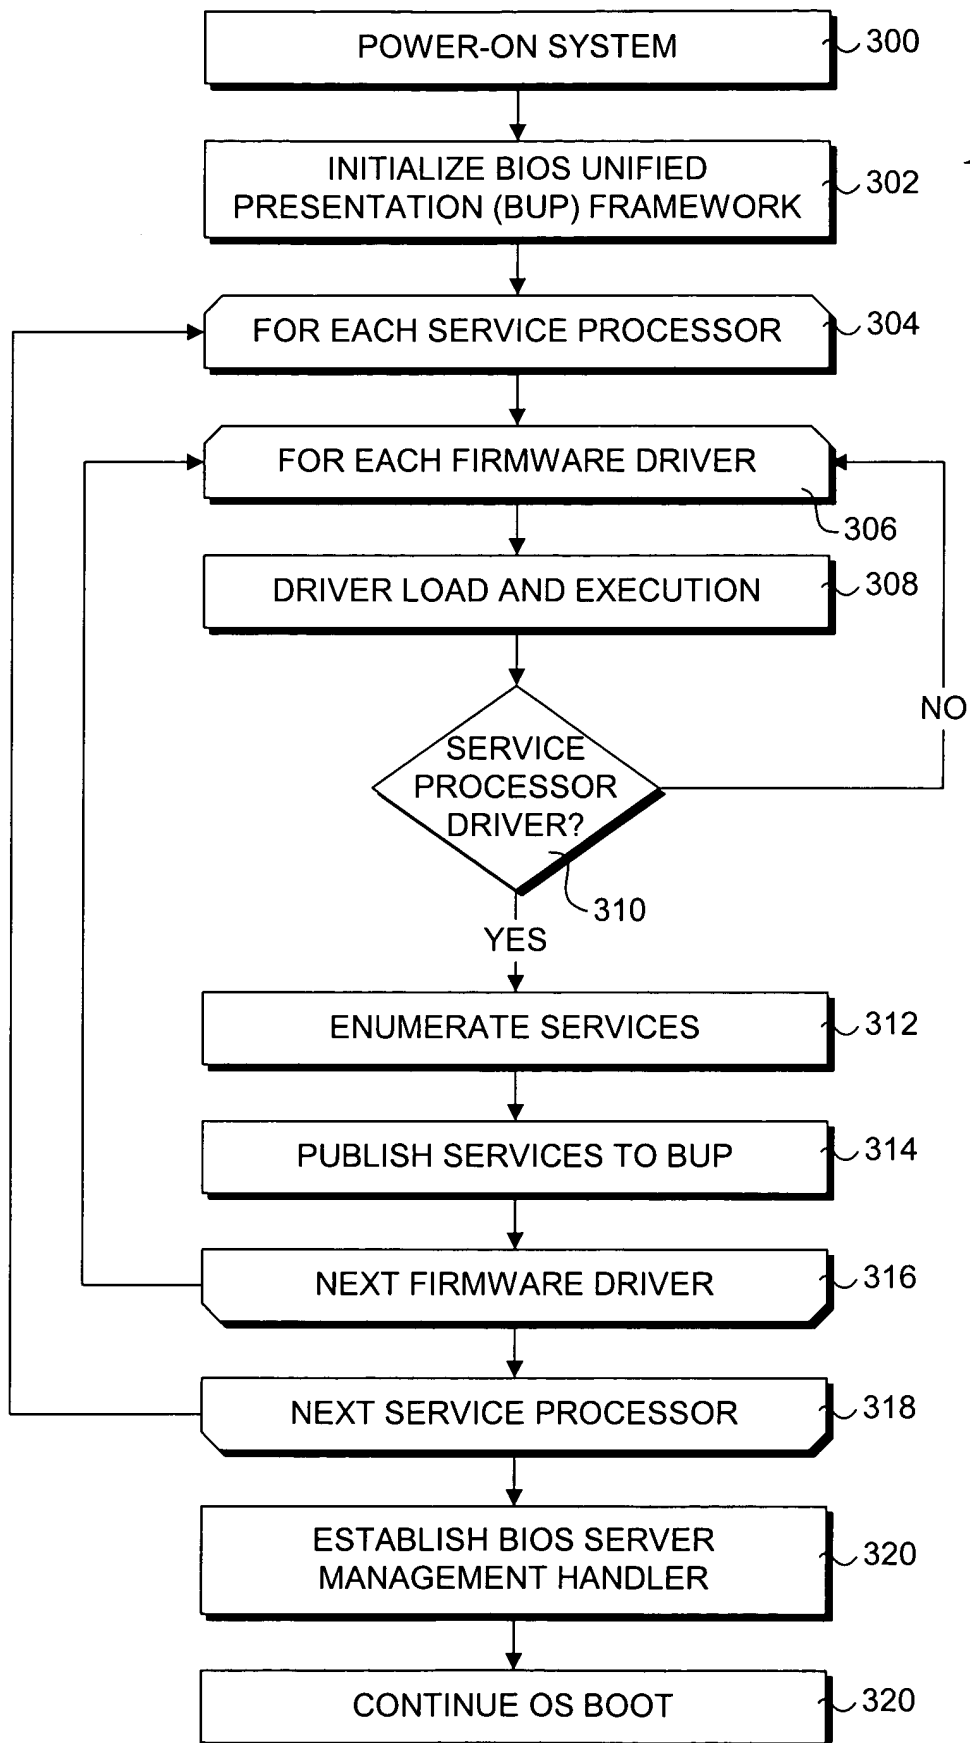 POWER-ON SYSTEM
300
INITIALIZE BIOS UNIFIED
PRESENTATION (BUP) FRAMEWORK
302
FOR EACH SERVICE PROCESSOR
304
FOR EACH FIRMWARE DRIVER
306
DRIVER LOAD AND EXECUTION
308
SERVICE
PROCESSOR
DRIVER?
310
NO
YES
ENUMERATE SERVICES
312
PUBLISH SERVICES TO BUP
314
NEXT FIRMWARE DRIVER
316
NEXT SERVICE PROCESSOR
318
ESTABLISH BIOS SERVER
MANAGEMENT HANDLER
320
CONTINUE OS BOOT
320